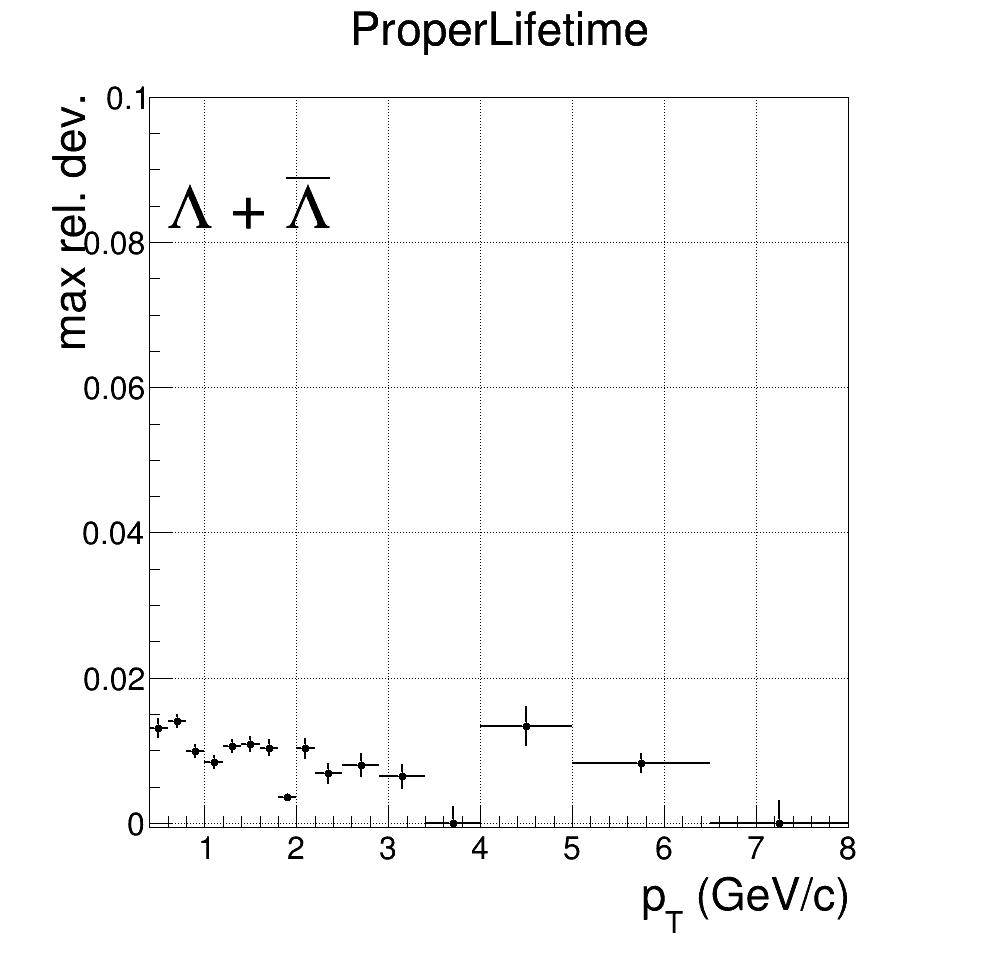 ProperLifetime
max rel. dev.
Λ + Λ̅
0.1
0.08
0.06
0.04
0.02
0
1 2 3 4 5 6 7 8
p_T (GeV/c)